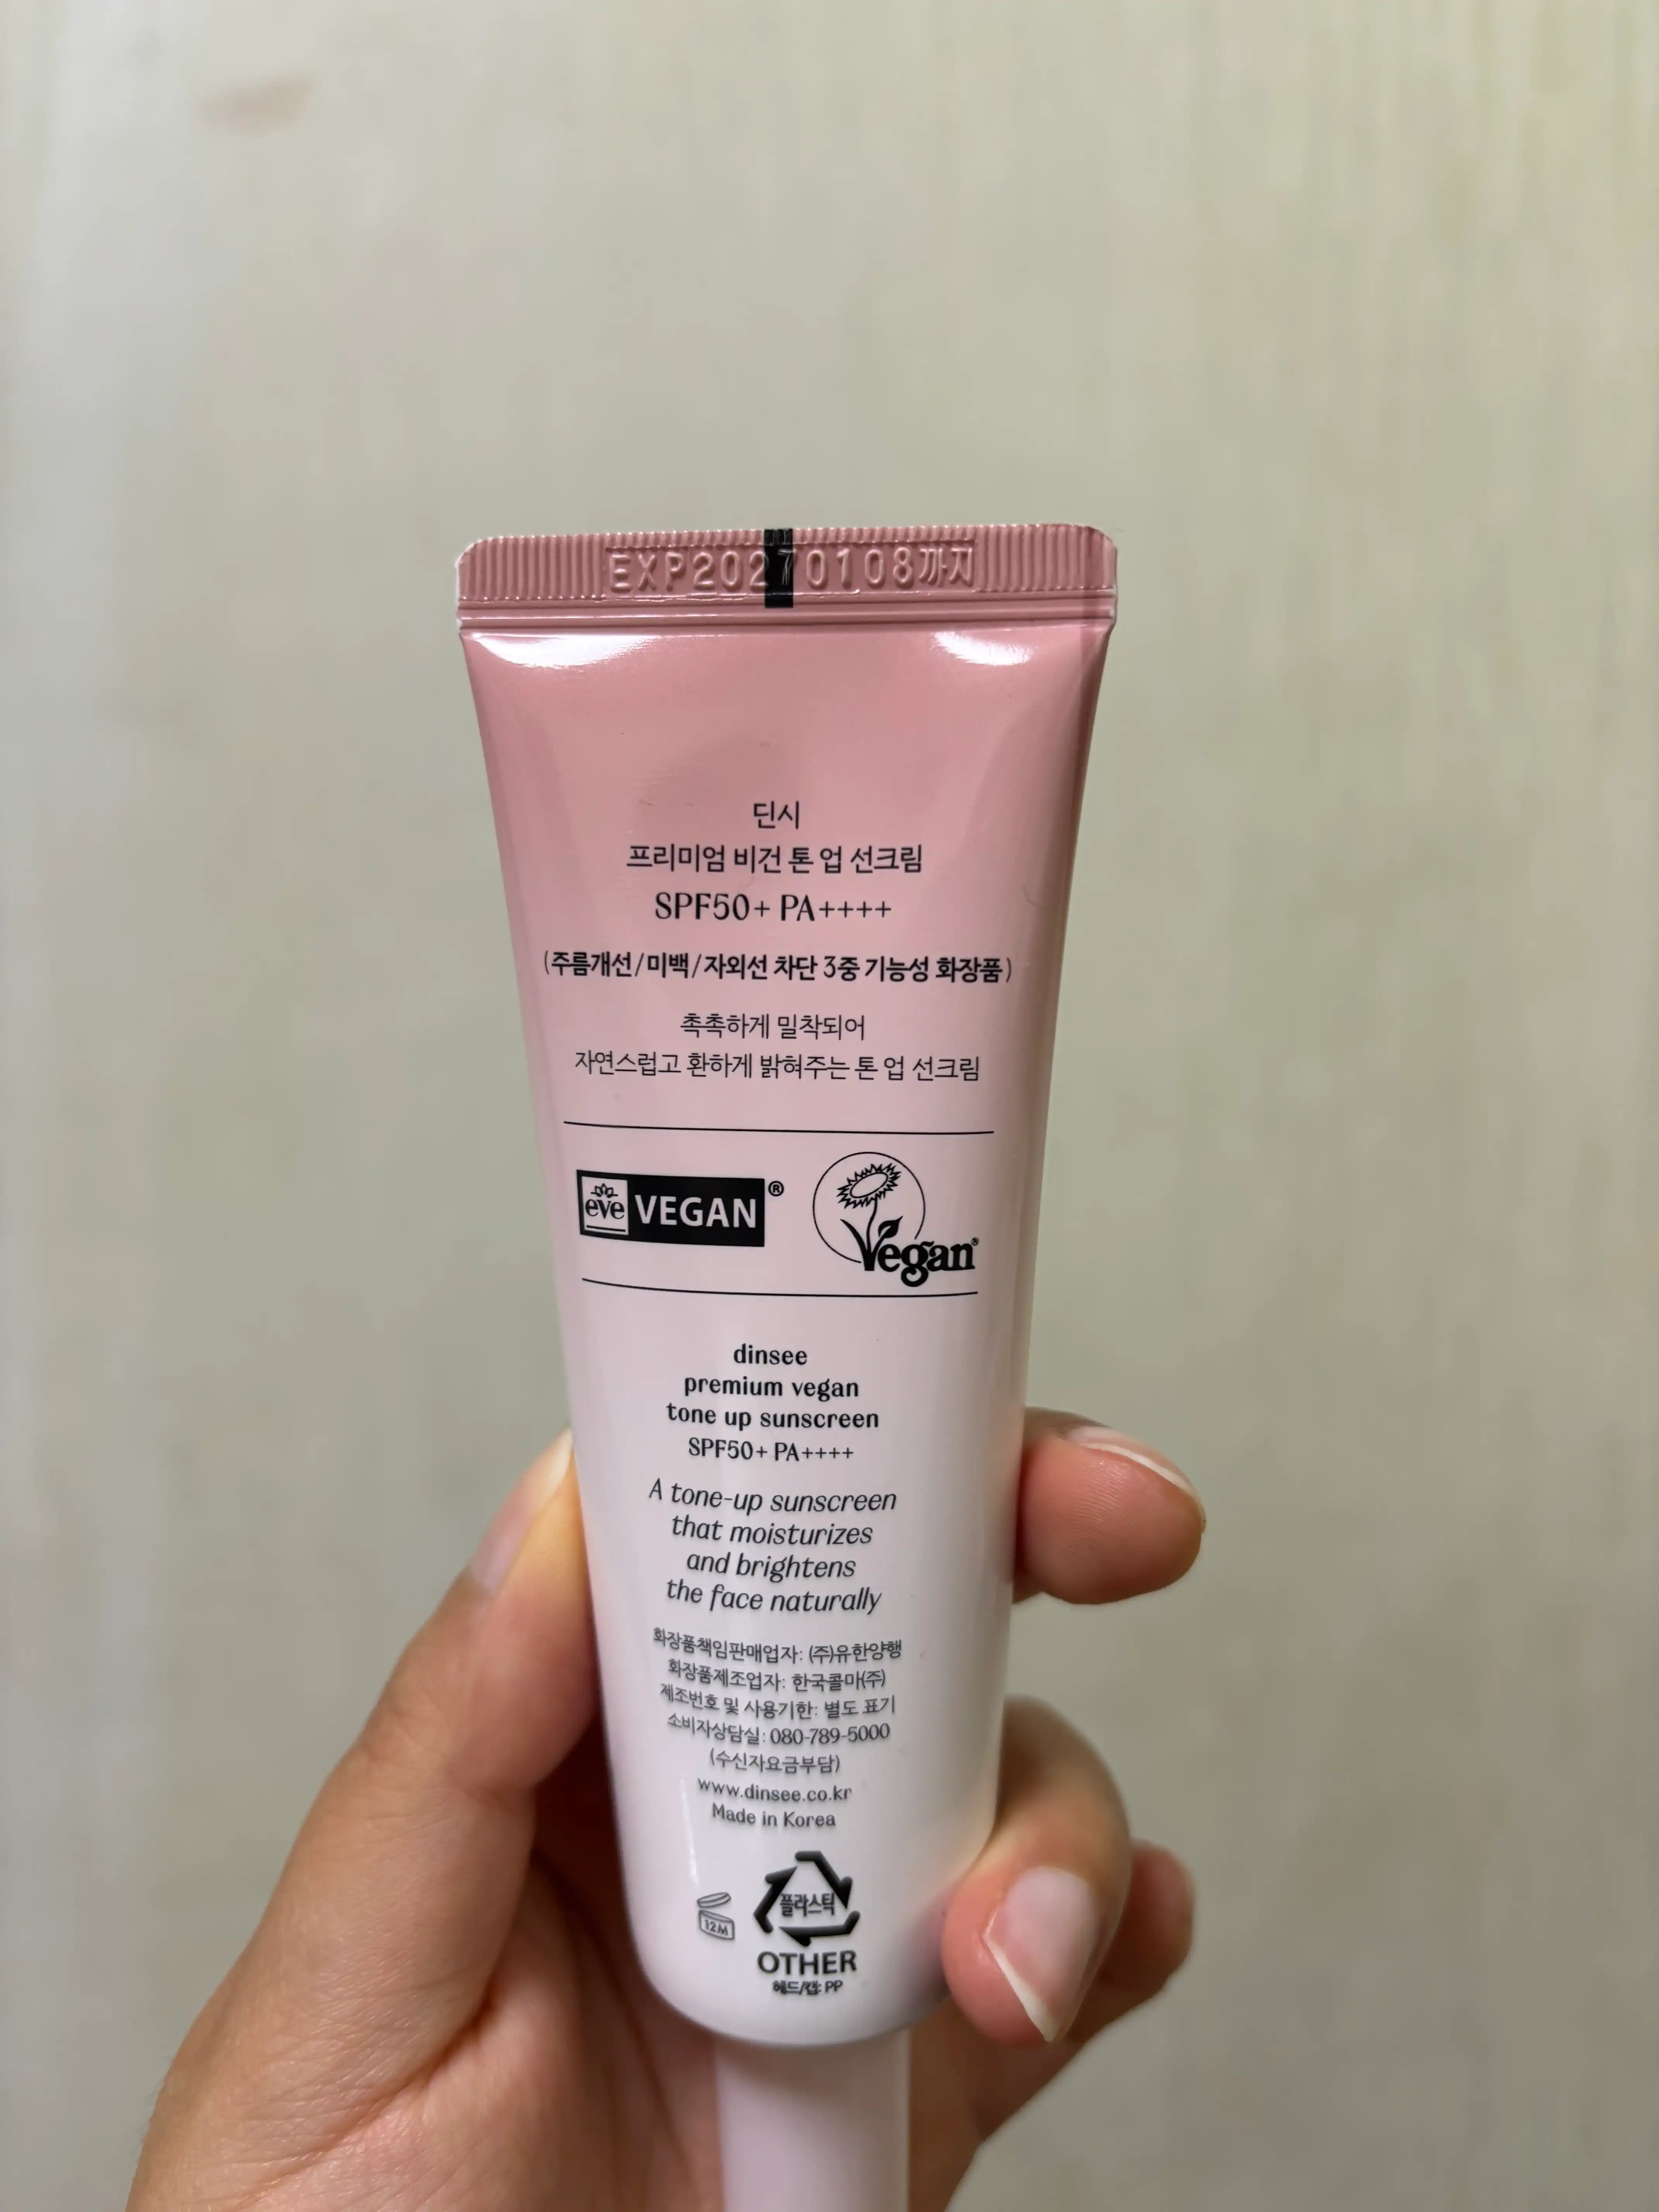 EXP20270108까지
딘시
프리미엄 비건 톤 업 선크림
SPF50+ PA++++
(주름개선/미백/자외선 차단 3중 기능성 화장품)
촉촉하게 밀착되어
자연스럽고 환하게 밝혀주는 톤 업 선크림
eve VEGAN®
Vegan®
dinsee
premium vegan
tone up sunscreen
SPF50+ PA++++
A tone-up sunscreen
that moisturizes
and brightens
the face naturally
화장품책임판매업자: (주)유한양행
화장품제조업자: 한국콜마(주)
제조번호 및 사용기한: 별도 표기
소비자상담실: 080-789-5000
(수신자요금부담)
www.dinsee.co.kr
Made in Korea
12M
플라스틱
OTHER
헤드/캡: PP